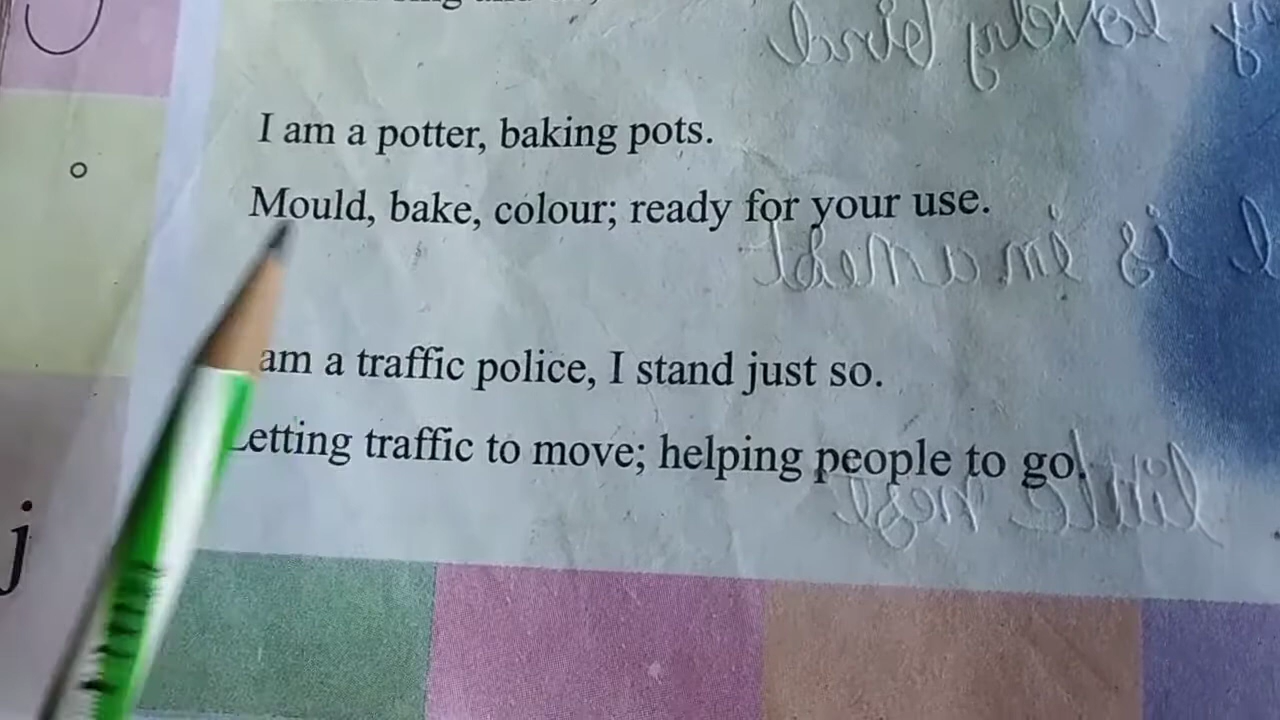 I am a potter, baking pots.
Mould, bake, colour; ready for your use.
am a traffic police, I stand just so.
Letting traffic to move; helping people to go.
j